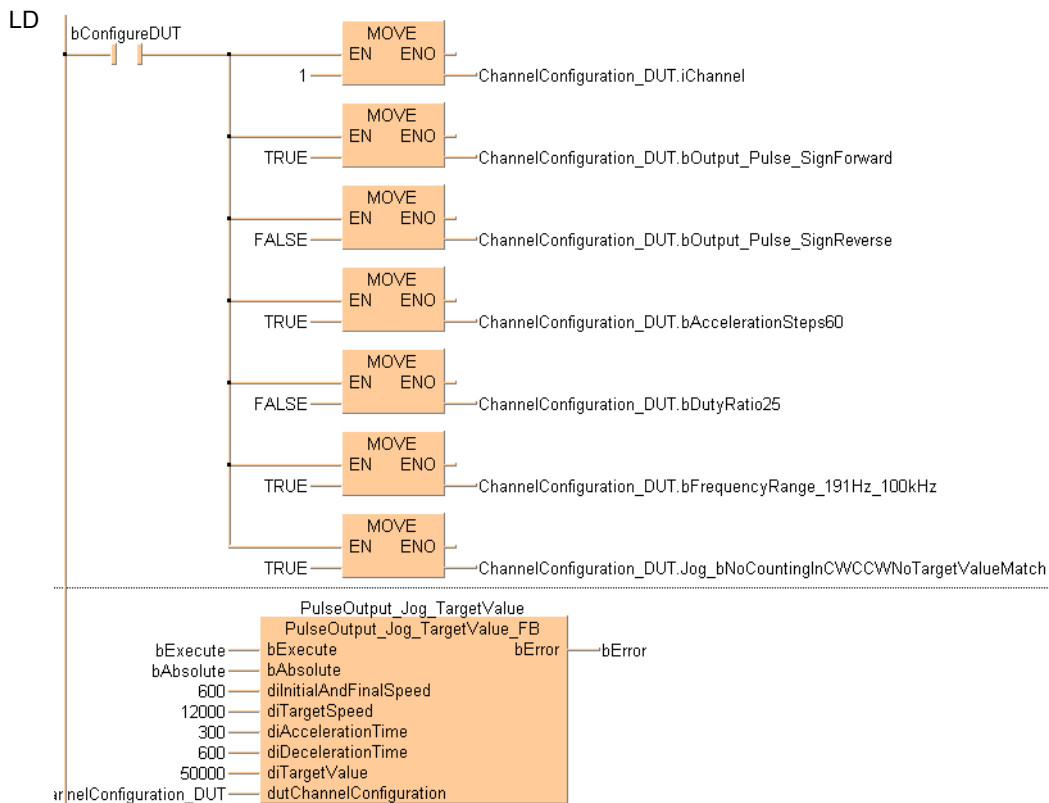 LD
bConfigureDUT
MOVE
EN ENO
1 ChannelConfiguration_DUT.iChannel
MOVE
EN ENO
TRUE ChannelConfiguration_DUT.bOutput_Pulse_SignForward
MOVE
EN ENO
FALSE ChannelConfiguration_DUT.bOutput_Pulse_SignReverse
MOVE
EN ENO
TRUE ChannelConfiguration_DUT.bAccelerationSteps60
MOVE
EN ENO
FALSE ChannelConfiguration_DUT.bDutyRatio25
MOVE
EN ENO
TRUE ChannelConfiguration_DUT.bFrequencyRange_191Hz_100kHz
MOVE
EN ENO
TRUE ChannelConfiguration_DUT.Jog_bNoCountingInCWCCWNoTargetValueMatch
PulseOutput_Jog_TargetValue
PulseOutput_Jog_TargetValue_FB
bExecute bExecute bError bError
bAbsolute bAbsolute
600 diInitialAndFinalSpeed
12000 diTargetSpeed
300 diAccelerationTime
600 diDecelerationTime
50000 diTargetValue
nelConfiguration_DUT dutChannelConfiguration